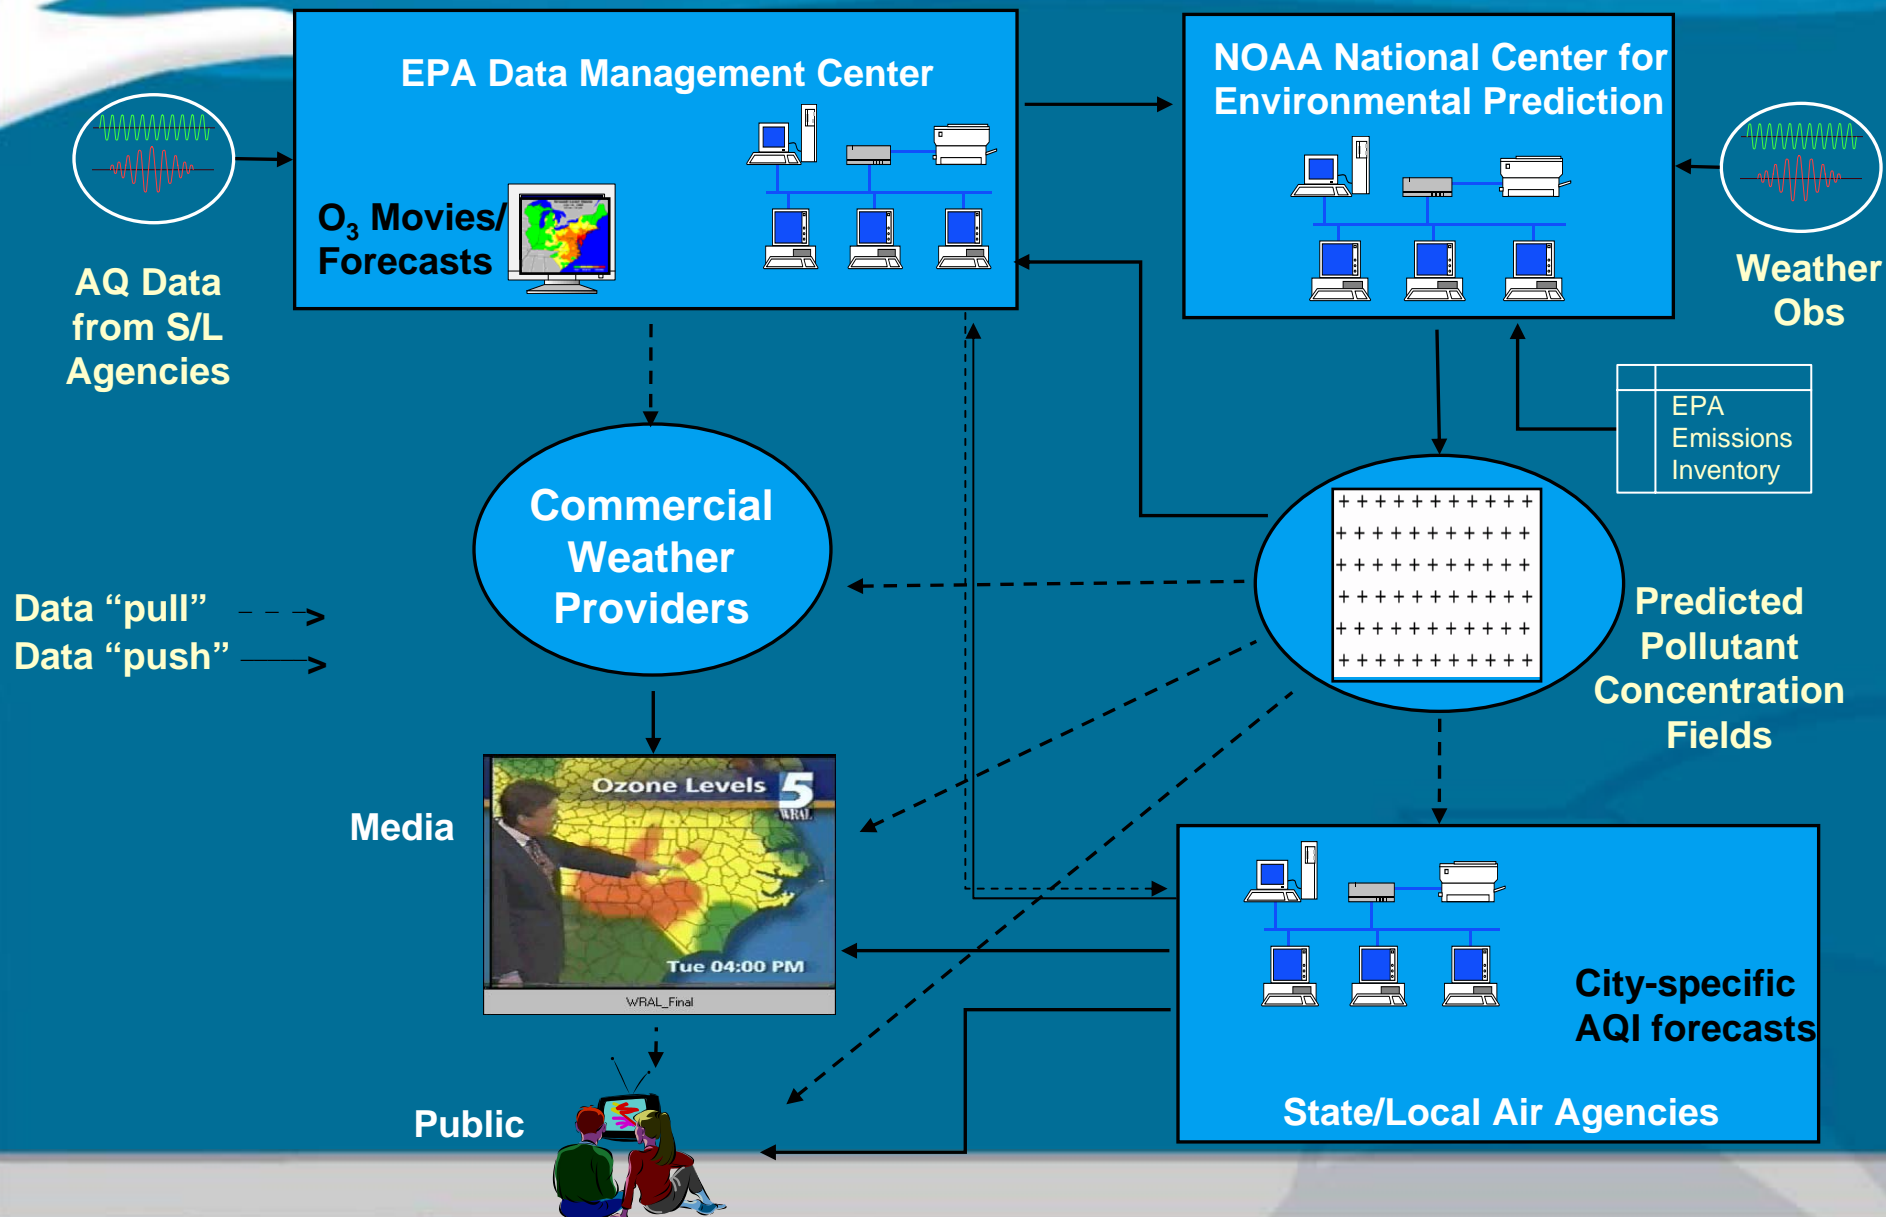 EPA Data Management Center
NOAA National Center for
Environmental Prediction
O3 Movies/
Forecasts
AQ Data
from S/L
Agencies
Weather
Obs
EPA
Emissions
Inventory
Commercial
Weather
Providers
Data “pull”
Data “push”
Predicted
Pollutant
Concentration
Fields
Media
Ozone Levels 5
WRAL
Tue 04:00 PM
WRAL_Final
City-specific
AQI forecasts
State/Local Air Agencies
Public